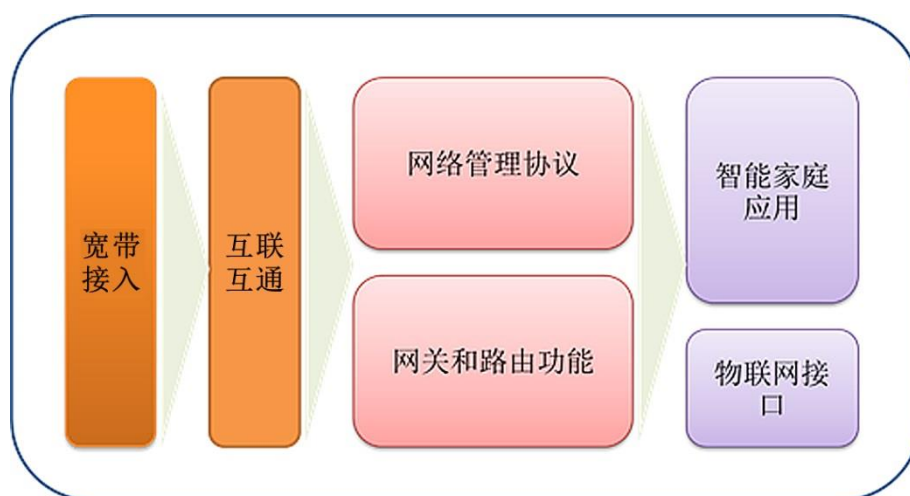 宽带
接入
互联
互通
网络管理协议
网关和路由功能
智能家庭
应用
物联网接
口